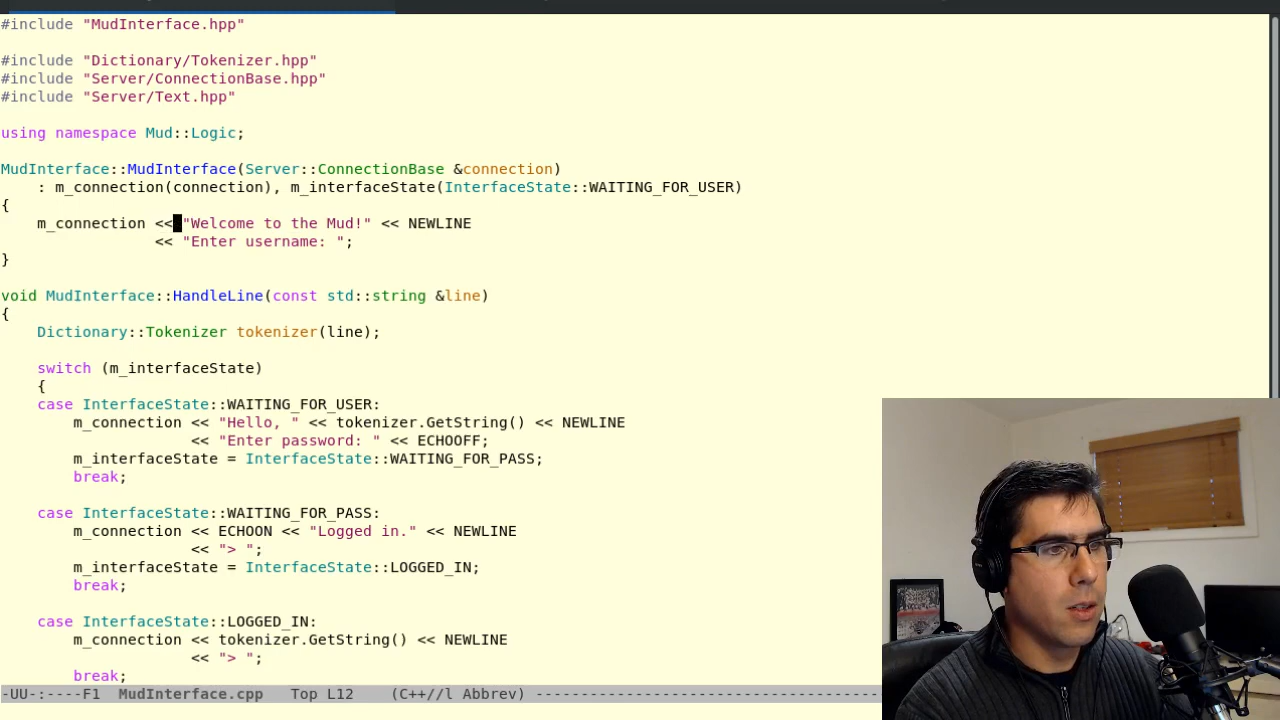 #include "MudInterface.hpp"
#include "Dictionary/Tokenizer.hpp"
#include "Server/ConnectionBase.hpp"
#include "Server/Text.hpp"
using namespace Mud::Logic;
MudInterface::MudInterface(Server::ConnectionBase &connection)
: m_connection(connection), m_interfaceState(InterfaceState::WAITING_FOR_USER)
{
m_connection << "Welcome to the Mud!" << NEWLINE
<< "Enter username: ";
}
void MudInterface::HandleLine(const std::string &line)
{
Dictionary::Tokenizer tokenizer(line);
switch (m_interfaceState)
{
case InterfaceState::WAITING_FOR_USER:
m_connection << "Hello, " << tokenizer.GetString() << NEWLINE
<< "Enter password: " << ECHOOFF;
m_interfaceState = InterfaceState::WAITING_FOR_PASS;
break;
case InterfaceState::WAITING_FOR_PASS:
m_connection << ECHOON << "Logged in." << NEWLINE
<< "> ";
m_interfaceState = InterfaceState::LOGGED_IN;
break;
case InterfaceState::LOGGED_IN:
m_connection << tokenizer.GetString() << NEWLINE
<< "> ";
break;
-UU-:----F1 MudInterface.cpp Top L12 (C++//l Abbrev) --------------------------------------